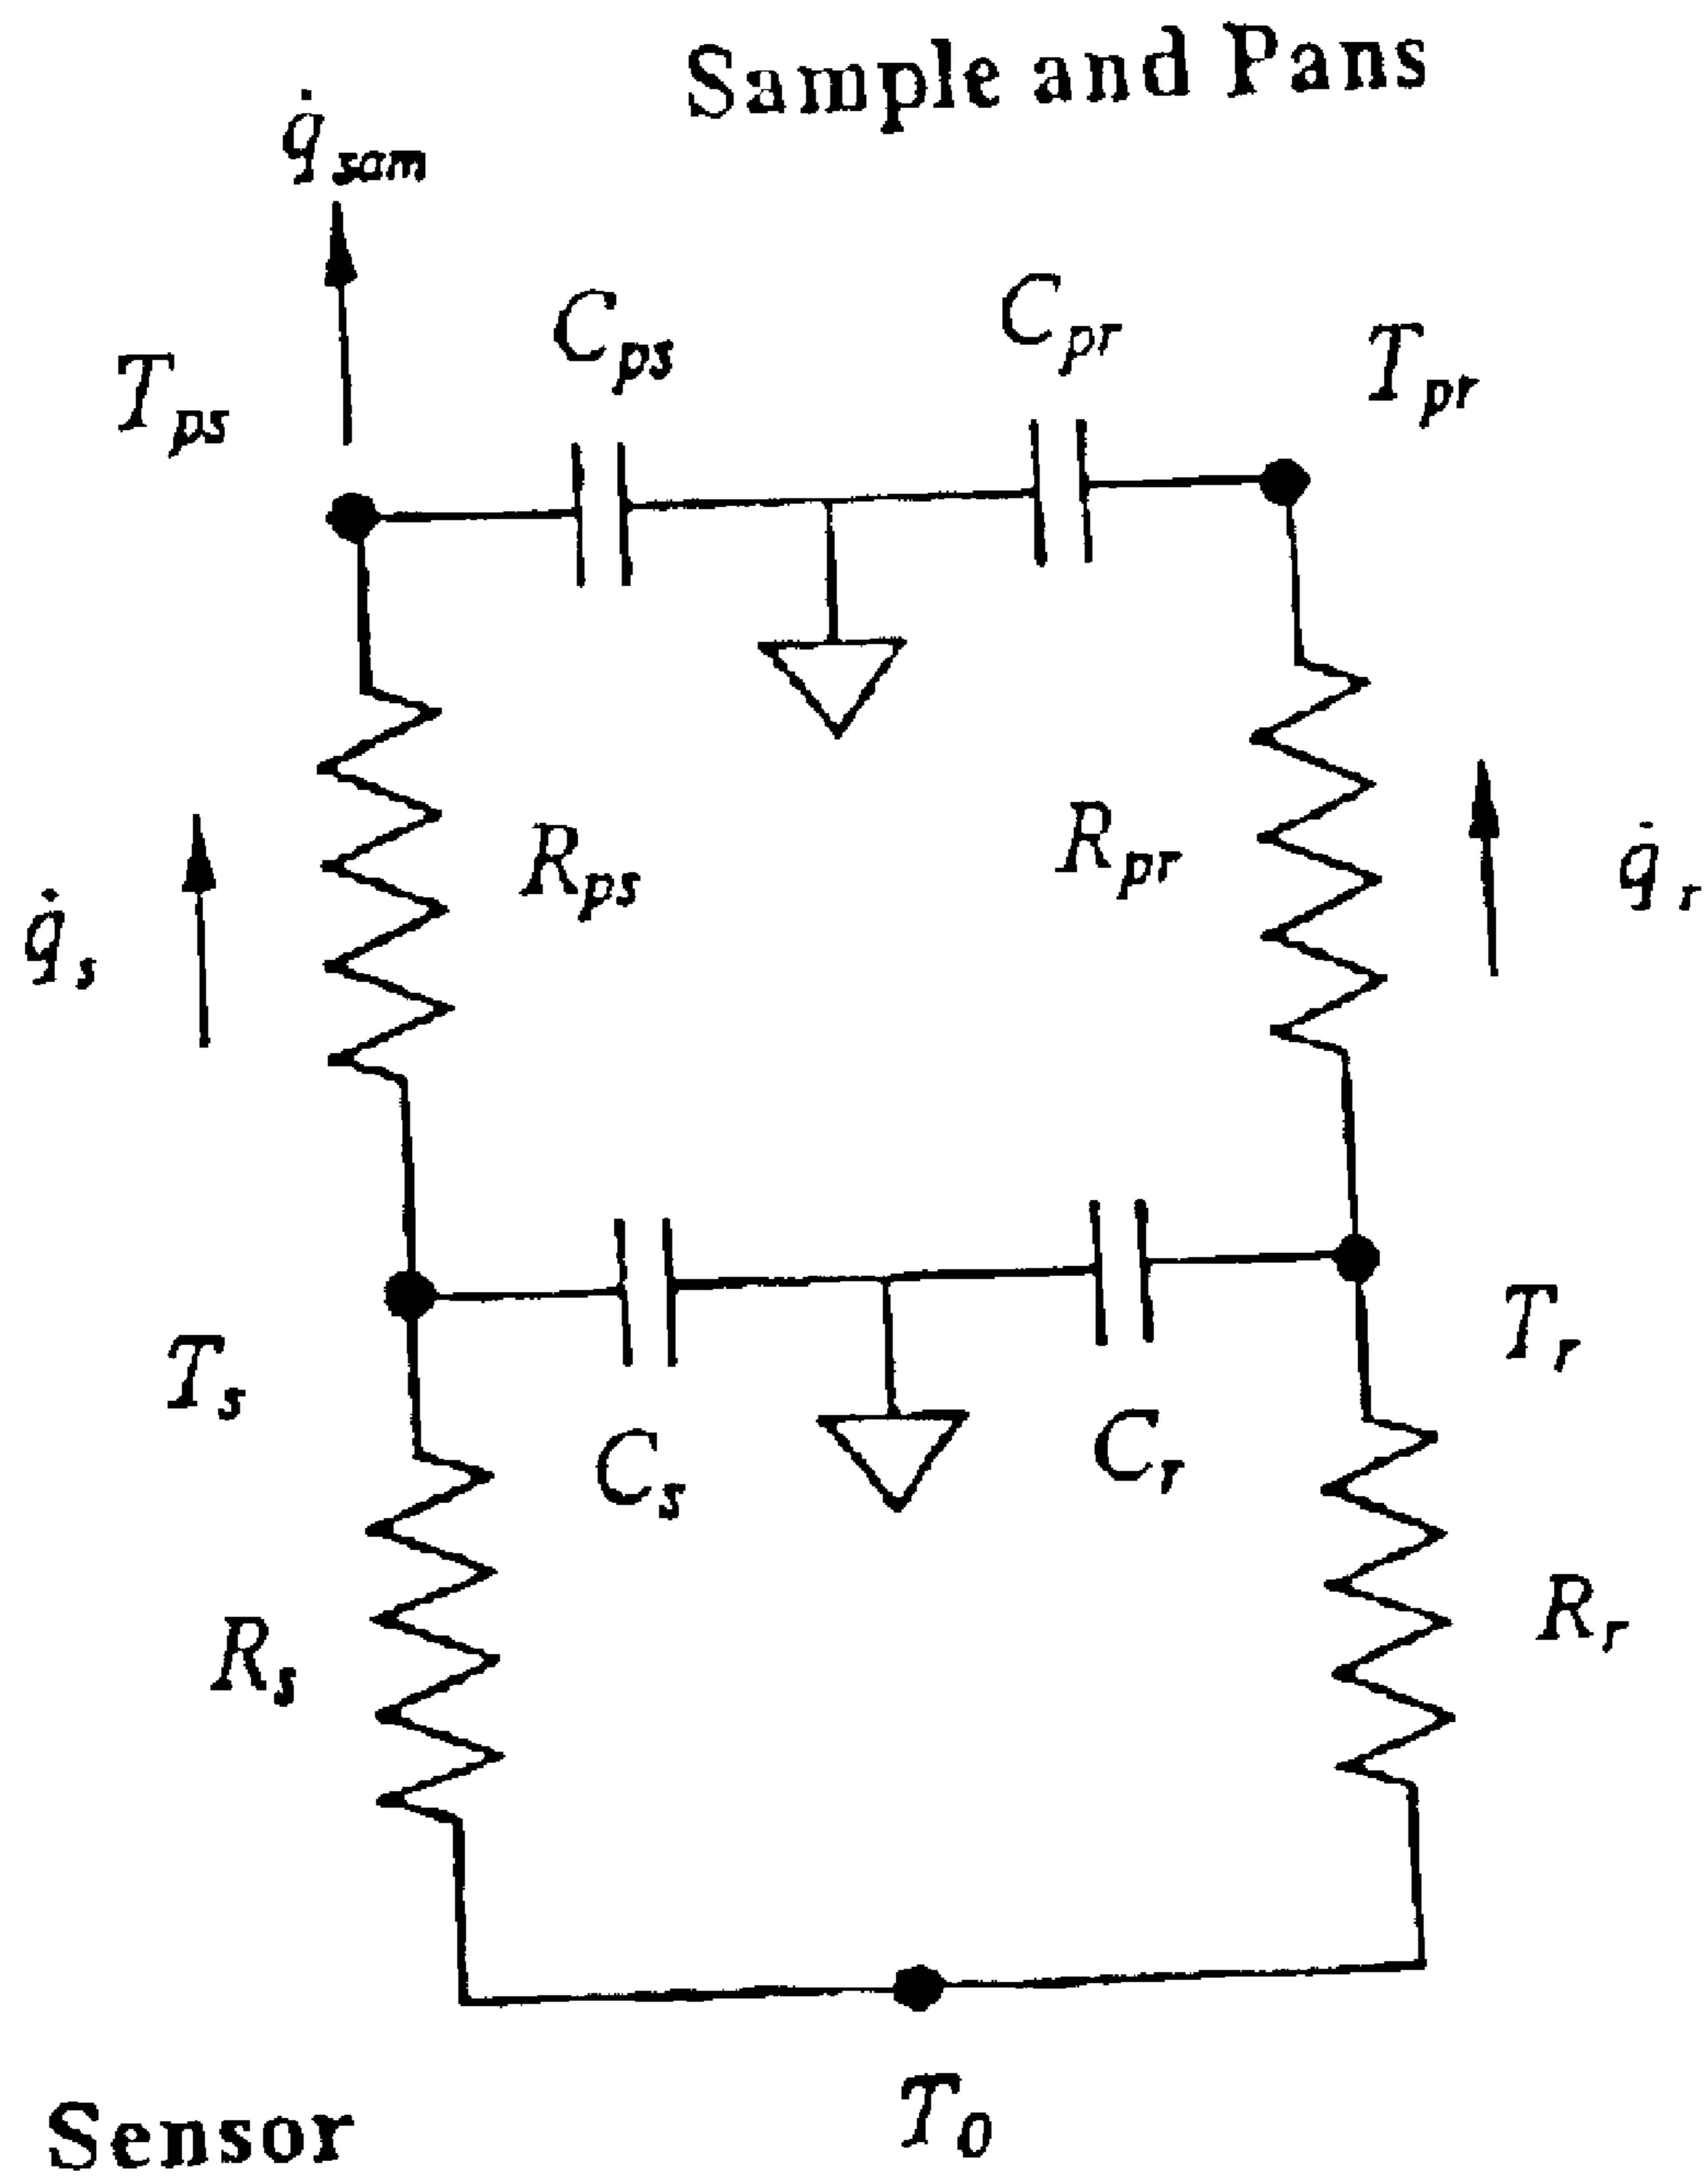 Sample and Pans
q̇sam
Cps
Cpr
Tps
Tpr
Rps
Rpr
q̇s
q̇r
Ts
Tr
Cs
Cr
Rs
Rr
T0
Sensor